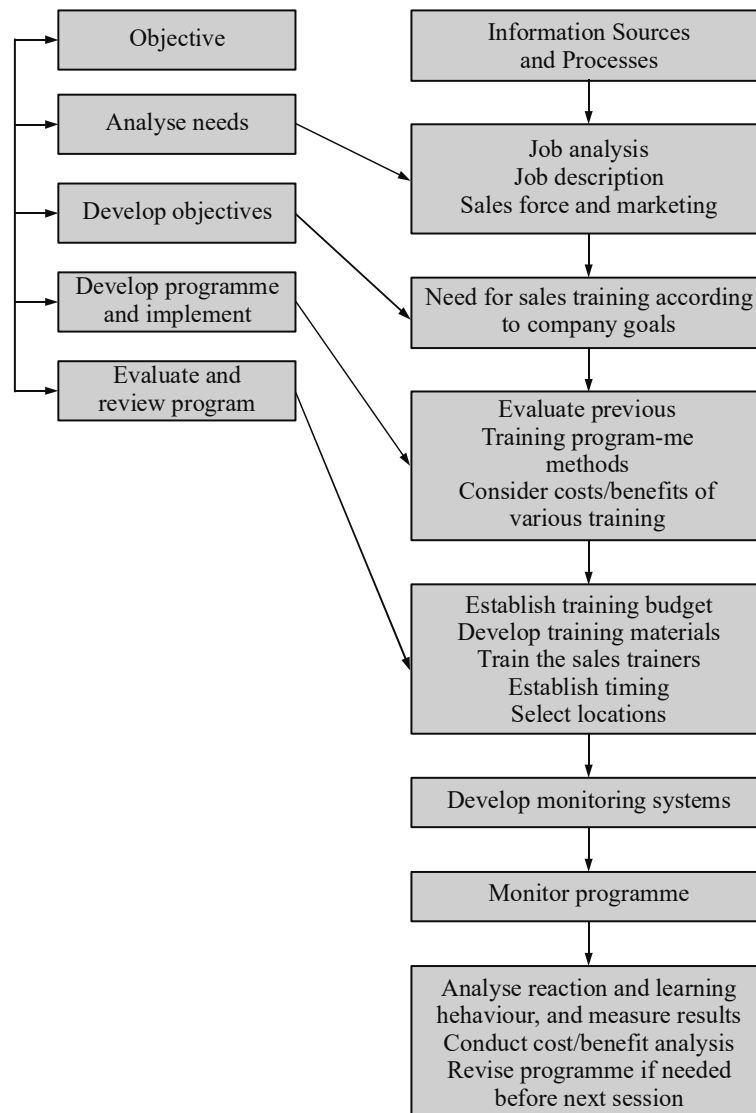 Objective
Analyse needs
Develop objectives
Develop programme
and implement
Evaluate and
review program
Information Sources
and Processes
Job analysis
Job description
Sales force and marketing
Need for sales training according
to company goals
Evaluate previous
Training program-me
methods
Consider costs/benefits of
various training
Establish training budget
Develop training materials
Train the sales trainers
Establish timing
Select locations
Develop monitoring systems
Monitor programme
Analyse reaction and learning
hehaviour, and measure results
Conduct cost/benefit analysis
Revise programme if needed
before next session